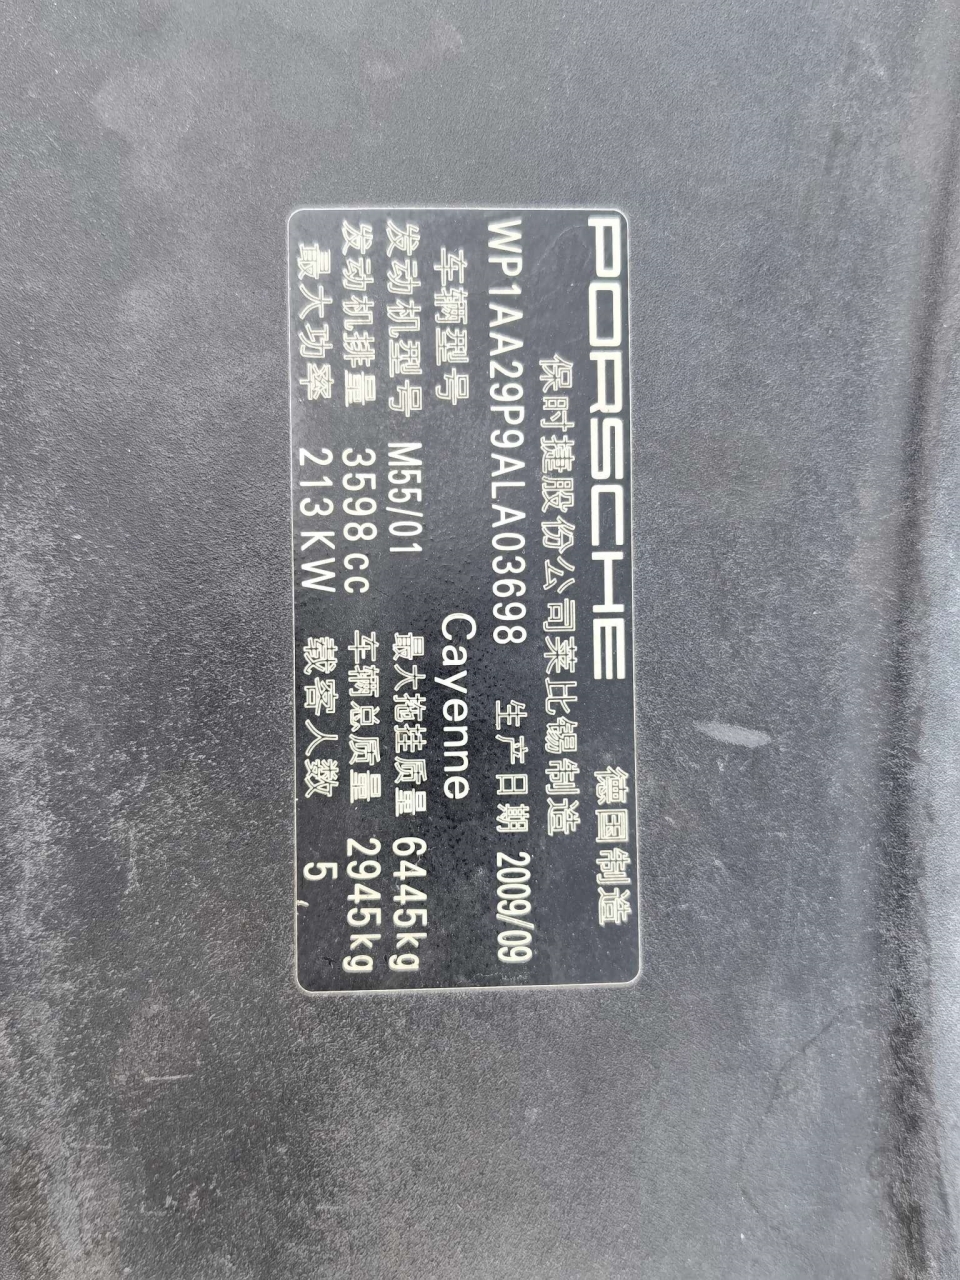 PORSCHE 德国制造
保时捷股份公司莱比锡制造
WP1AA29P9ALA03698 生产日期 2009/09
车辆型号 Cayenne
发动机型号 M55/01 最大拖挂质量 6445kg
发动机排量 3598cc 车辆总质量 2945kg
最大功率 213KW 载客人数 5